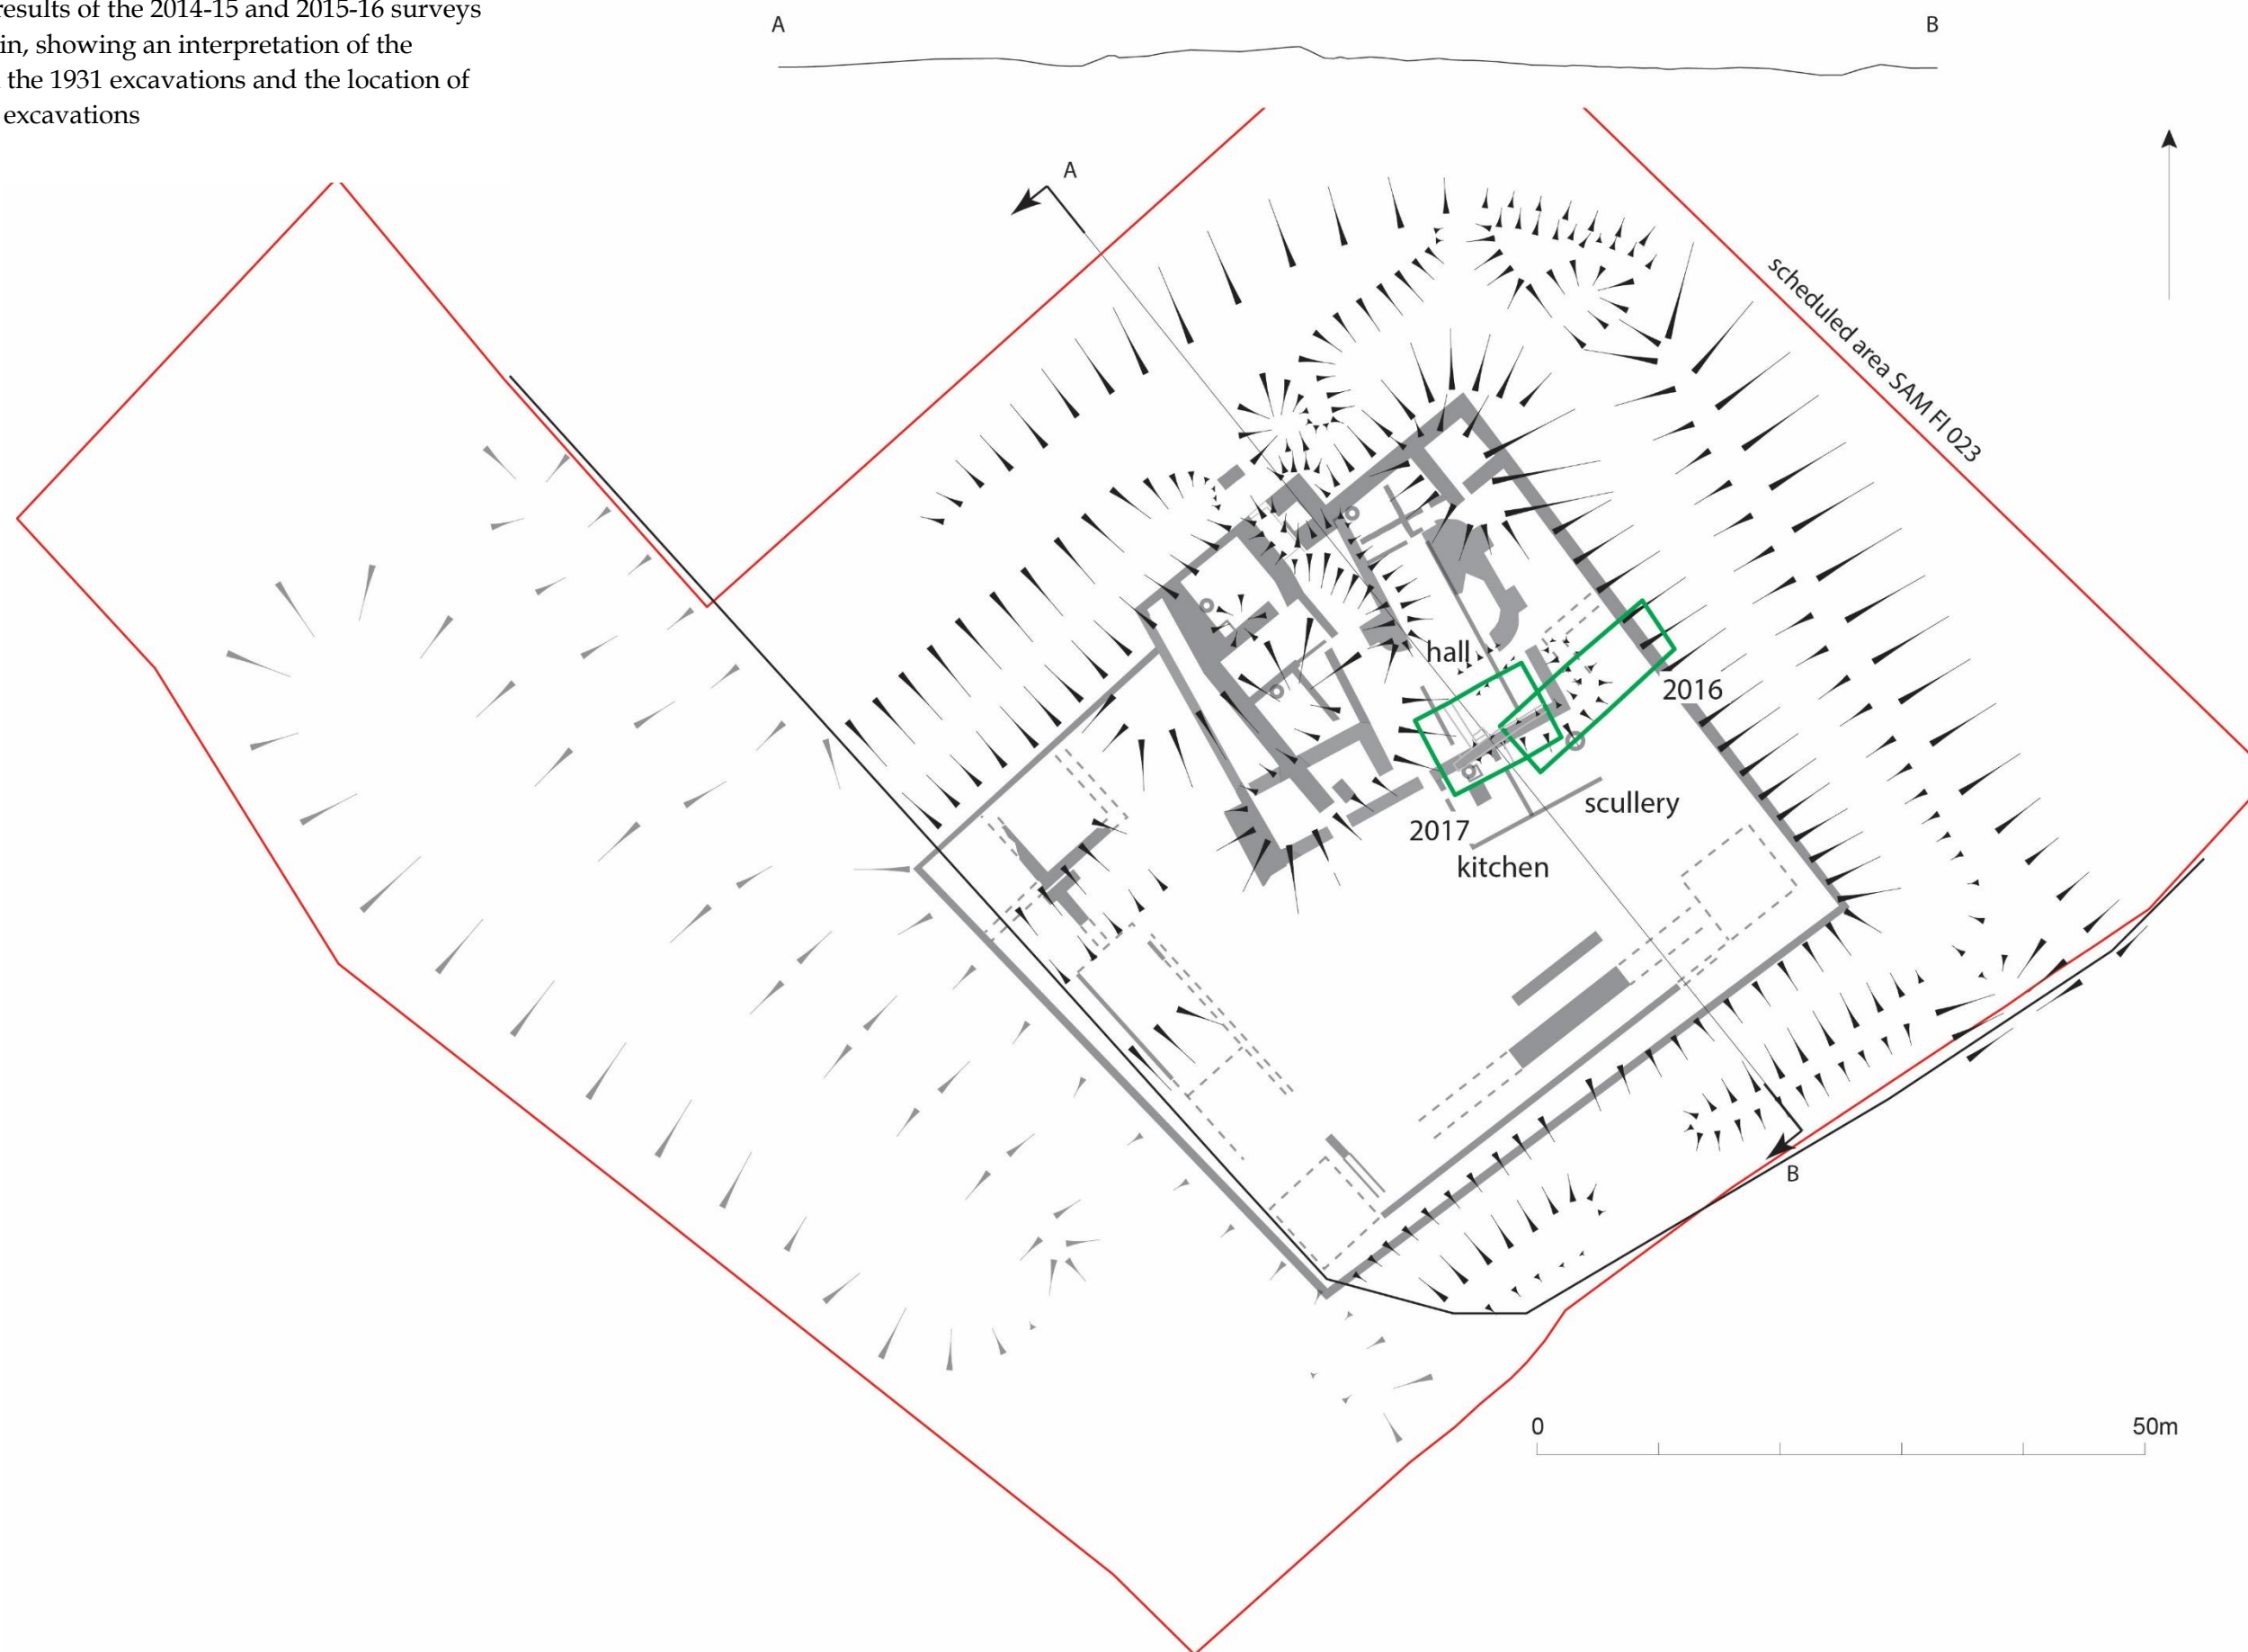 results of the 2014-15 and 2015-16 surveys
in, showing an interpretation of the
the 1931 excavations and the location of
excavations
A
B
A
scheduled area SAM Fl 023
hall
2016
scullery
2017
kitchen
B
0
50m